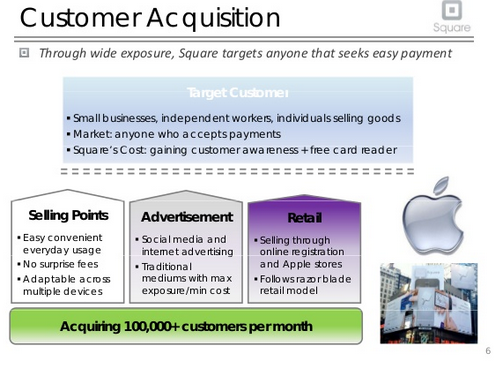 Customer Acquisition
Square
Through wide exposure, Square targets anyone that seeks easy payment
Target Customer
▪ Small businesses, independent workers, individuals selling goods
▪ Market: anyone who accepts payments
▪ Square's Cost: gaining customer awareness + free card reader
Selling Points
▪ Easy convenient
everyday usage
▪ No surprise fees
▪ Adaptable across
multiple devices
Advertisement
▪ Social media and
internet advertising
▪ Traditional
mediums with max
exposure/min cost
Retail
▪ Selling through
online registration
and Apple stores
▪ Follows razor blade
retail model
Acquiring 100,000+ customers per month
6